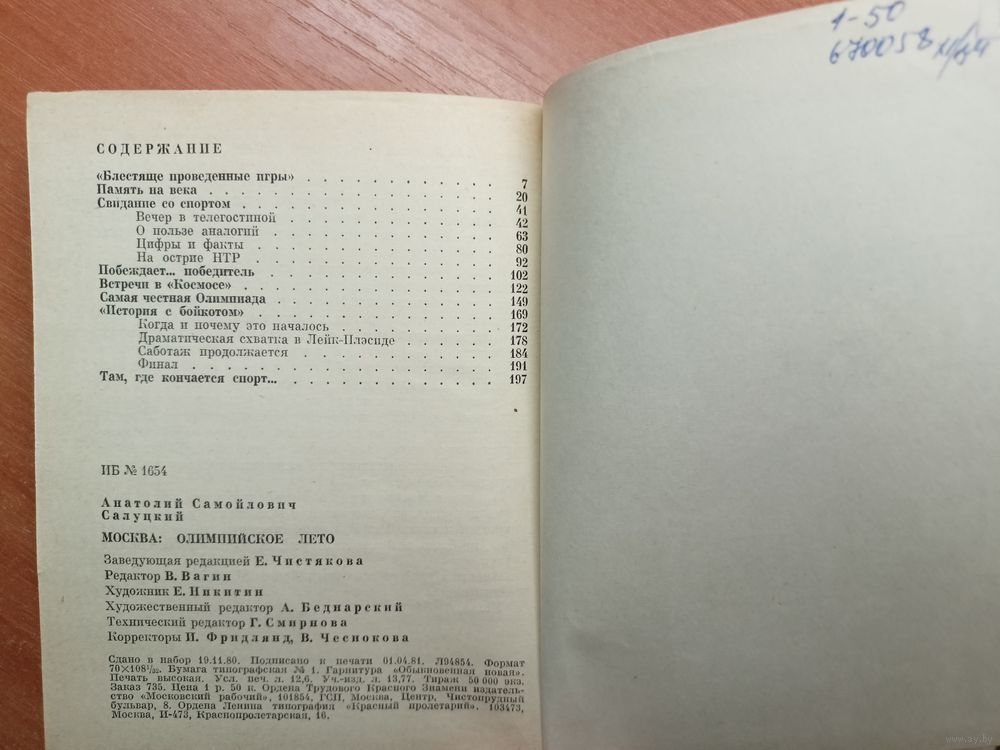 СОДЕРЖАНИЕ
«Блестяще проведенные игры» . . . . . . . . . . . . 7
Память на века . . . . . . . . . . . . . . . . . 20
Свидание со спортом . . . . . . . . . . . . . . . 41
Вечер в телегостиной . . . . . . . . . . . . . 42
О пользе аналогий . . . . . . . . . . . . . . 63
Цифры и факты . . . . . . . . . . . . . . . 80
На острие НТР . . . . . . . . . . . . . . . 92
Побеждает... победитель . . . . . . . . . . . . . 102
Встречи в «Космосе» . . . . . . . . . . . . . . . 122
Самая честная Олимпиада . . . . . . . . . . . . . 149
«История с бойкотом» . . . . . . . . . . . . . . 169
Когда и почему это началось . . . . . . . . . . 172
Драматическая схватка в Лейк-Плэсиде . . . . . . 178
Саботаж продолжается . . . . . . . . . . . . . 184
Финал . . . . . . . . . . . . . . . . . . 191
Там, где кончается спорт... . . . . . . . . . . . . 197
ИБ № 1654
Анатолий Самойлович
Салуцкий
МОСКВА: ОЛИМПИЙСКОЕ ЛЕТО
Заведующая редакцией Е. Чистякова
Редактор В. Вагин
Художник Е. Никитин
Художественный редактор А. Беднарский
Технический редактор Г. Смирнова
Корректоры И. Фридлянд, В. Чеснокова
Сдано в набор 19.11.80. Подписано к печати 01.04.81. Л94854. Формат
70×108¹/₃₂. Бумага типографская № 1. Гарнитура «Обыкновенная новая».
Печать высокая. Усл. печ. л. 12,6. Уч.-изд. л. 13,77. Тираж 50 000 экз.
Заказ 735. Цена 1 р. 50 к. Ордена Трудового Красного Знамени издатель-
ство «Московский рабочий», 101854, ГСП, Москва, Центр, Чистопрудный
бульвар, 8. Ордена Ленина типография «Красный пролетарий». 103473,
Москва, И-473, Краснопролетарская, 16.
1-50
670058
www.ay.by